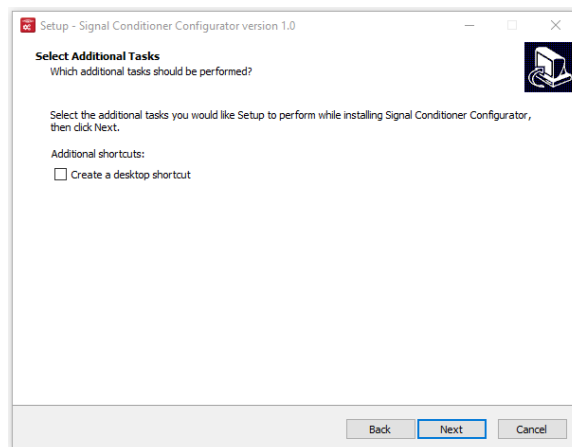 Setup - Signal Conditioner Configurator version 1.0
Select Additional Tasks
Which additional tasks should be performed?
Select the additional tasks you would like Setup to perform while installing Signal Conditioner Configurator,
then click Next.
Additional shortcuts:
Create a desktop shortcut
Back Next Cancel